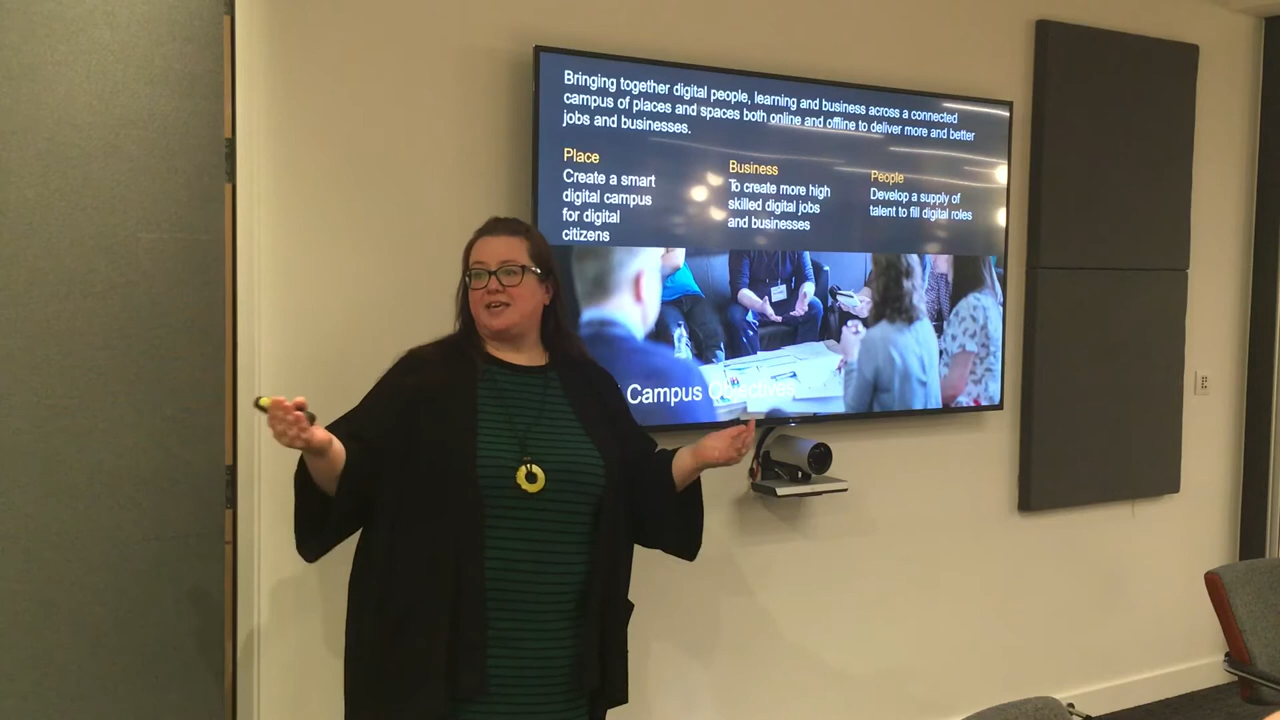 Bringing together digital people, learning and business across a connected
campus of places and spaces both online and offline to deliver more and better
jobs and businesses.
Place
Create a smart
digital campus
for digital
citizens
Business
To create more high
skilled digital jobs
and businesses
People
Develop a supply of
talent to fill digital roles
Campus Objectives